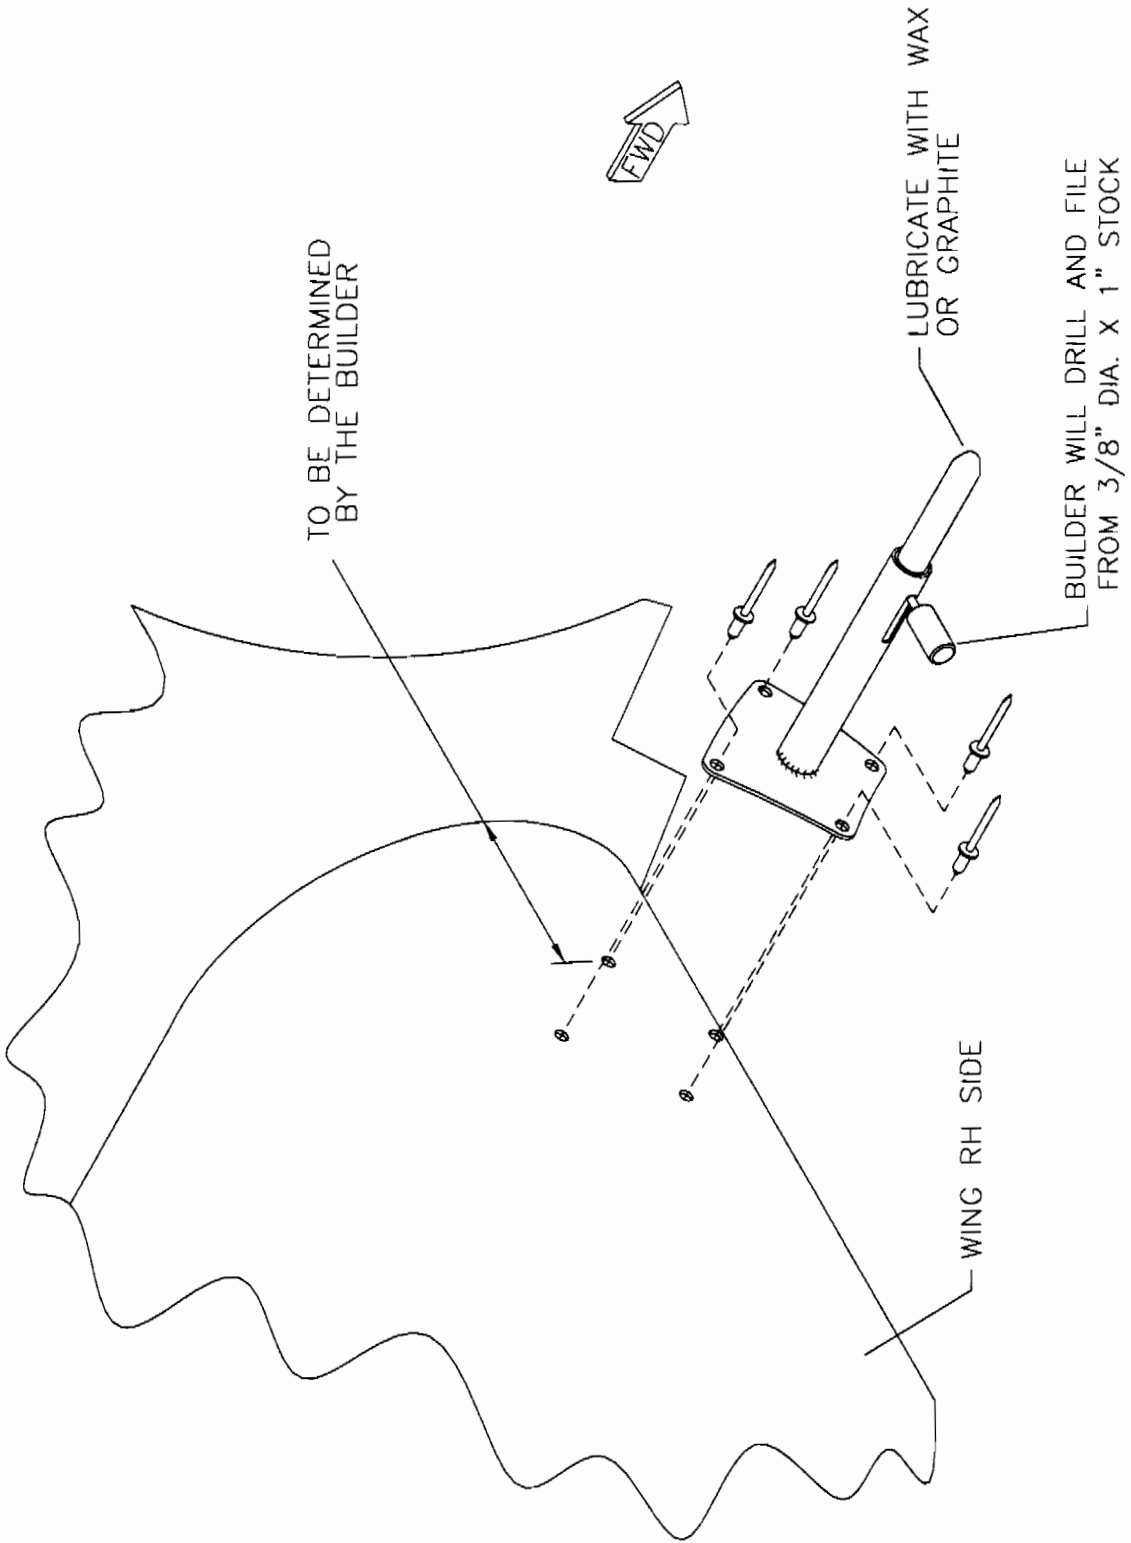 TO BE DETERMINED
BY THE BUILDER
FWD
LUBRICATE WITH WAX
OR GRAPHITE
BUILDER WILL DRILL AND FILE
FROM 3/8" DIA. X 1" STOCK
WING RH SIDE